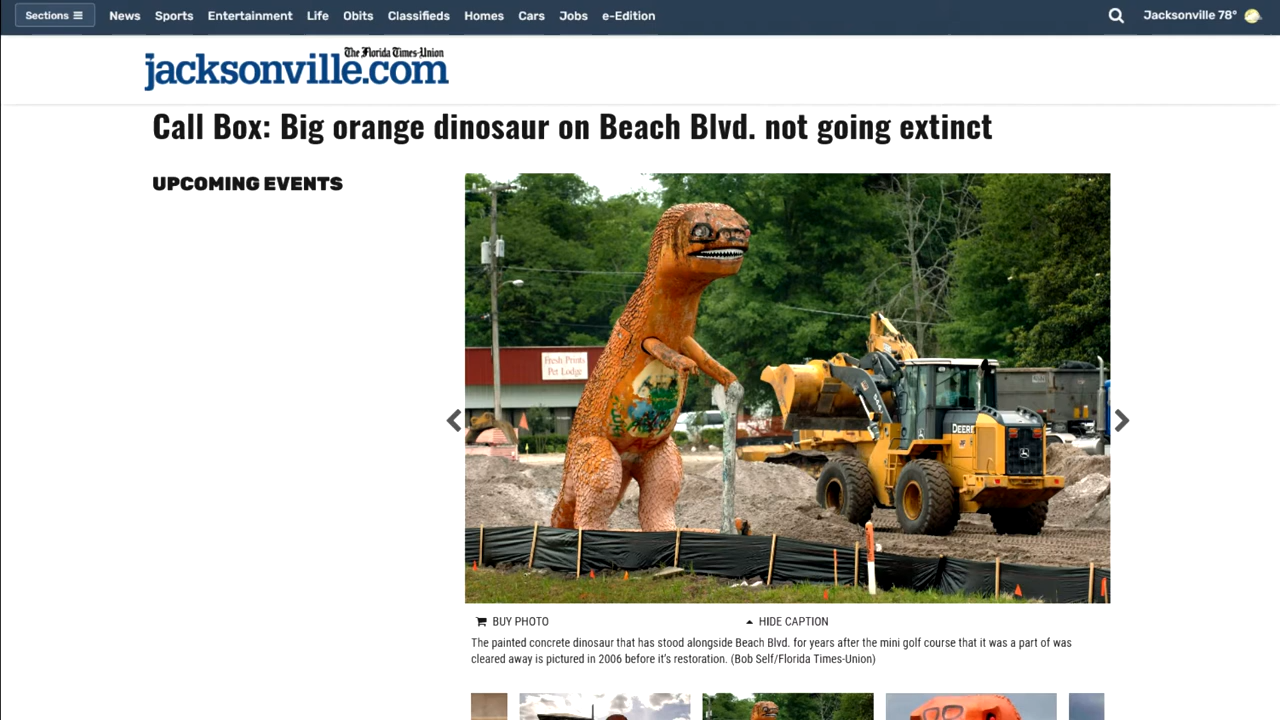 Sections
News
Sports
Entertainment
Life
Obits
Classifieds
Homes
Cars
Jobs
e-Edition
Jacksonville 78°
The Florida Times-Union
jacksonville.com
Call Box: Big orange dinosaur on Beach Blvd. not going extinct
UPCOMING EVENTS
Fresh Prints
Pet Lodge
DEERE
544J
BUY PHOTO
HIDE CAPTION
The painted concrete dinosaur that has stood alongside Beach Blvd. for years after the mini golf course that it was a part of was
cleared away is pictured in 2006 before it's restoration. (Bob Self/Florida Times-Union)